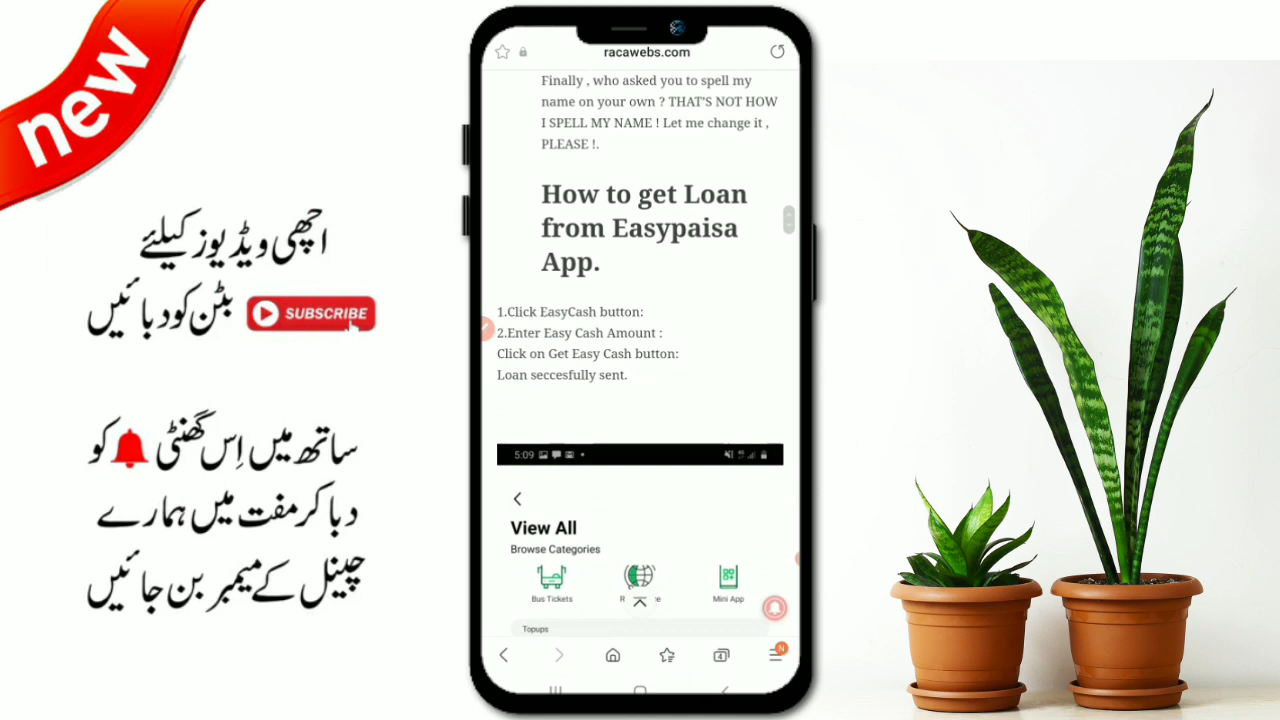 new
اچھی ویڈیوز کیلئے
بٹن کو دبائیں SUBSCRIBE
ساتھ میں اِس گھنٹی کو
دبا کر مفت میں ہمارے
چینل کے میمبر بن جائیں
racawebs.com
Finally , who asked you to spell my
name on your own ? THAT'S NOT HOW
I SPELL MY NAME ! Let me change it ,
PLEASE !.
How to get Loan
from Easypaisa
App.
1.Click EasyCash button:
2.Enter Easy Cash Amount :
Click on Get Easy Cash button:
Loan seccesfully sent.
5:09
View All
Browse Categories
Bus Tickets
Mini App
Topups
4
N